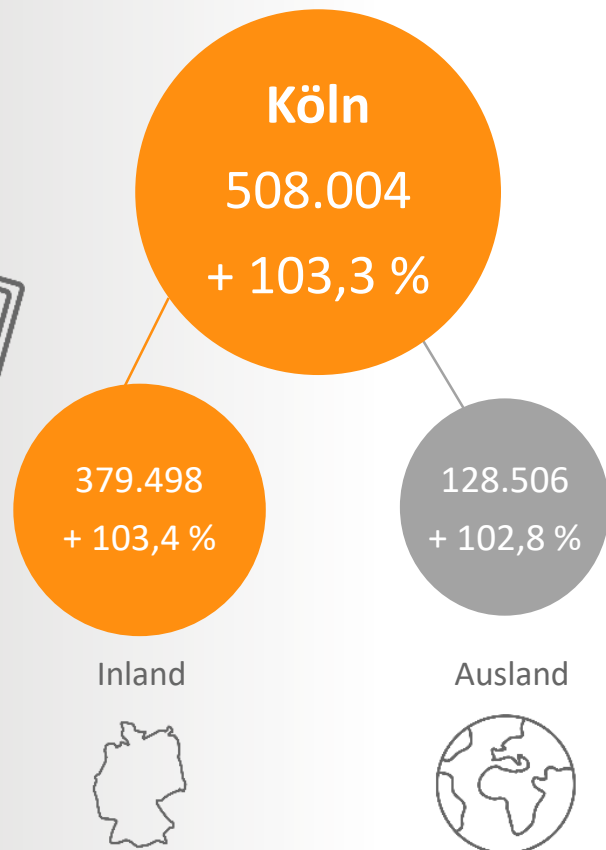 Köln
508.004
+ 103,3 %
379.498
+ 103,4 %
128.506
+ 102,8 %
Inland
Ausland